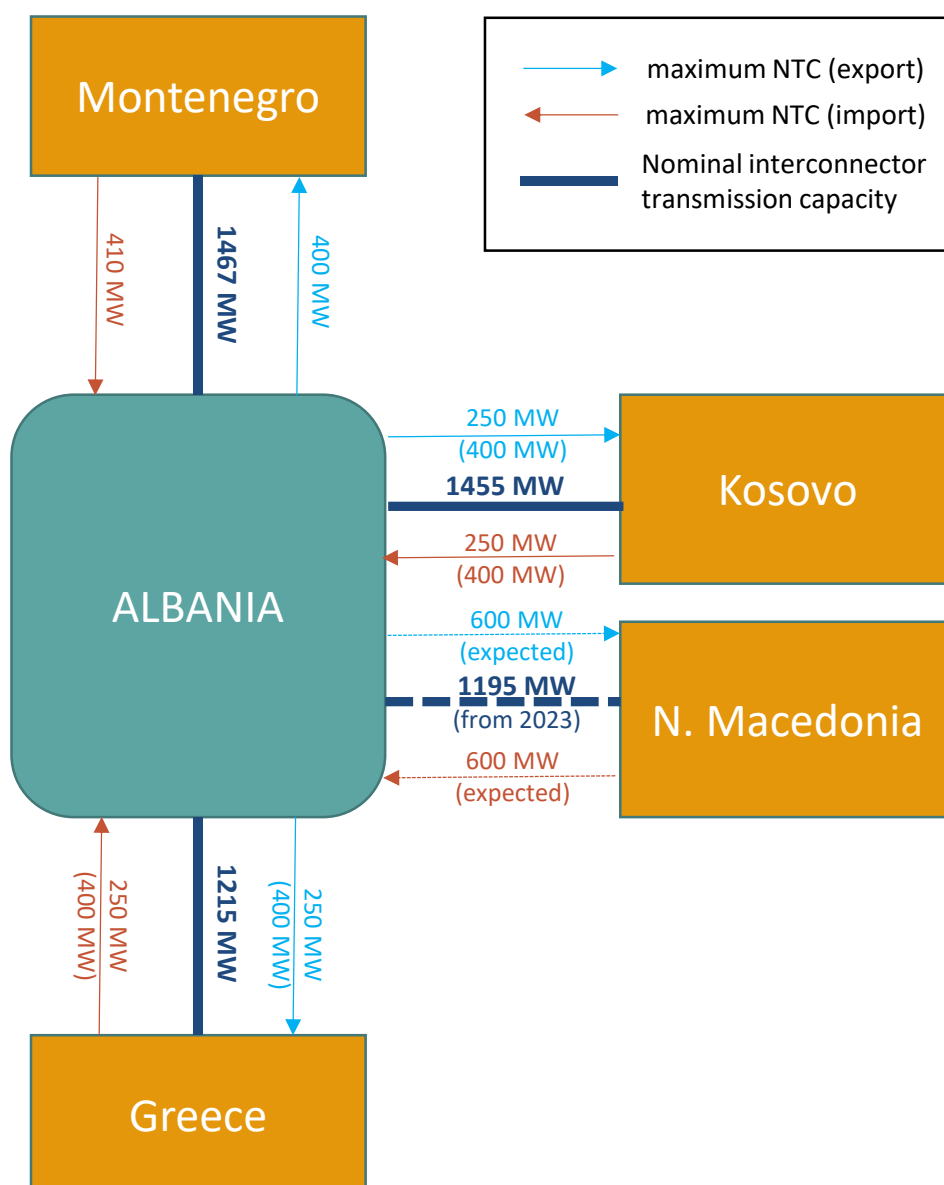 Montenegro
maximum NTC (export)
maximum NTC (import)
Nominal interconnector
transmission capacity
410 MW
1467 MW
400 MW
250 MW
(400 MW)
1455 MW
250 MW
(400 MW)
Kosovo
ALBANIA
600 MW
(expected)
1195 MW
(from 2023)
600 MW
(expected)
N. Macedonia
250 MW
(400 MW)
1215 MW
250 MW
(400 MW)
Greece